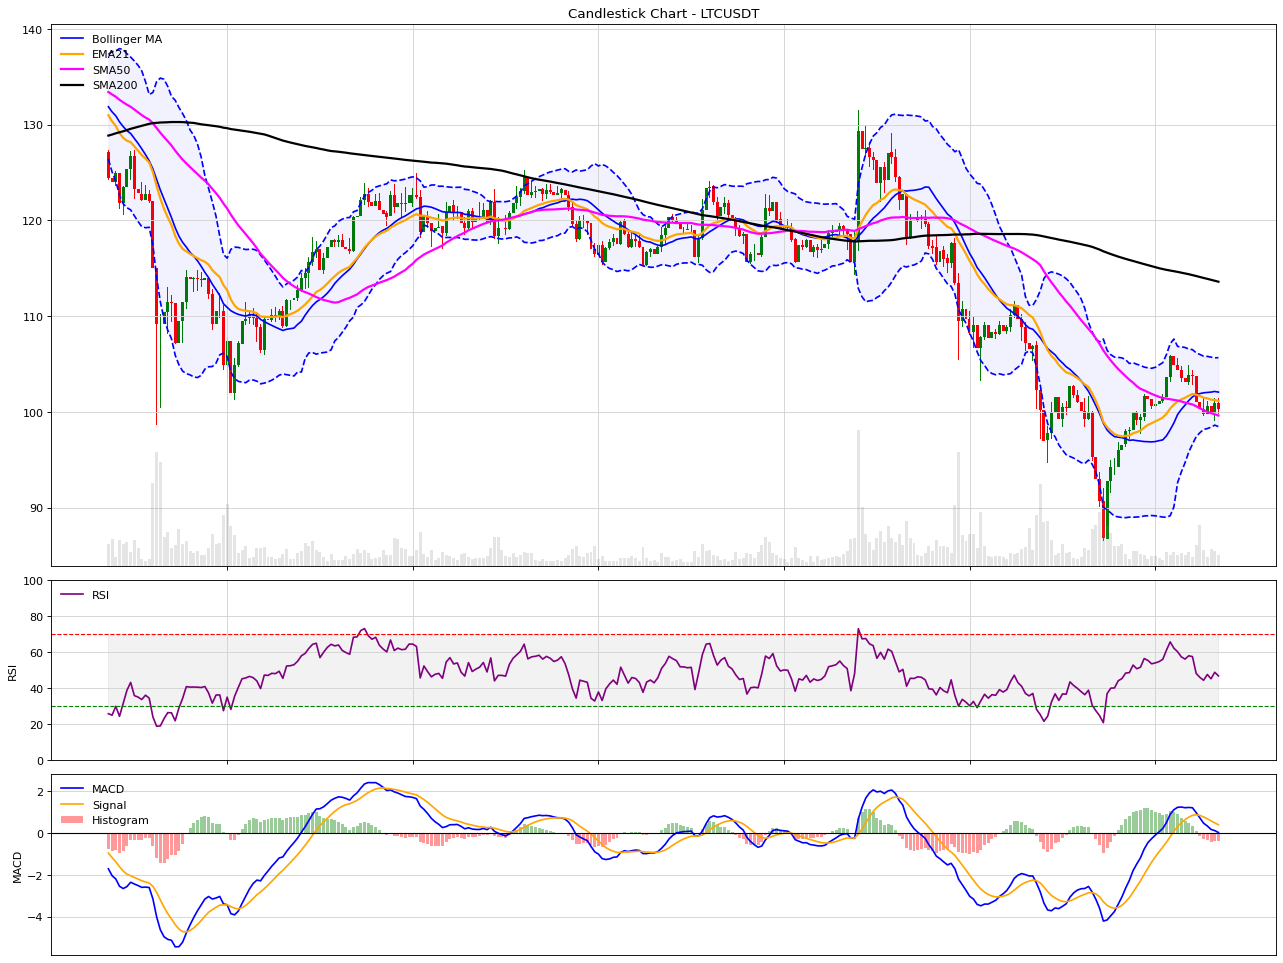 Candlestick Chart - LTCUSDT
Bollinger MA
EMA21
SMA50
SMA200
140
130
120
110
100
90
RSI
100
80
60
40
20
0
RSI
MACD
Signal
Histogram
2
0
−2
−4
MACD